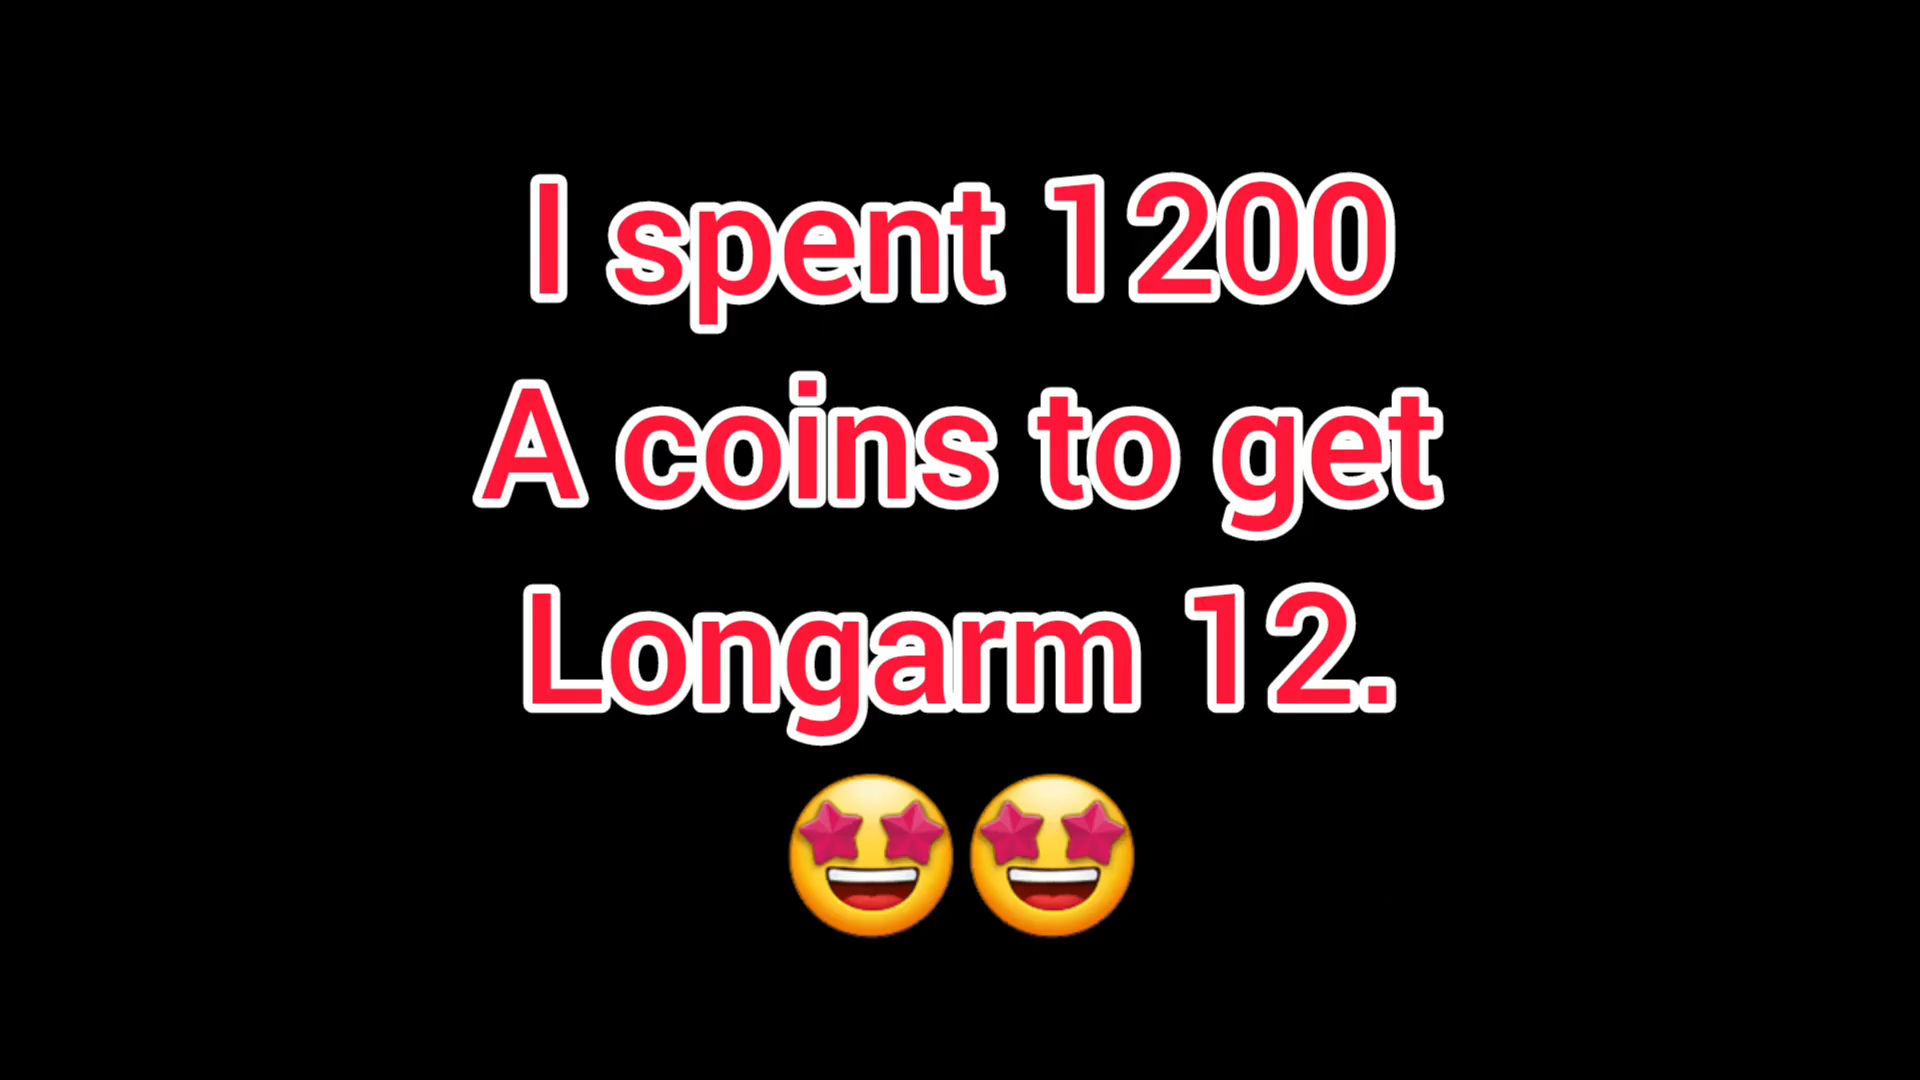 I spent 1200
A coins to get
Longarm 12.
🤩🤩